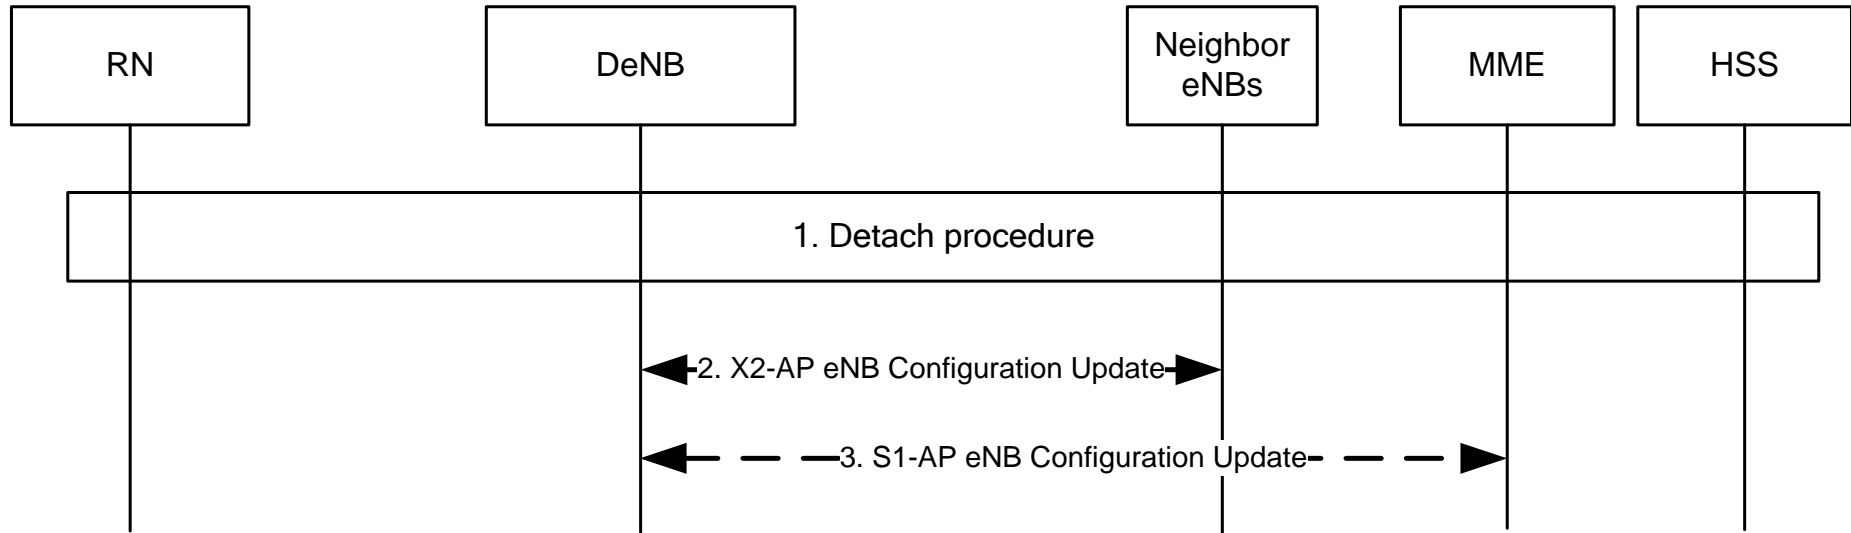 RN
DeNB
Neighbor
eNBs
MME
HSS
1. Detach procedure
2. X2-AP eNB Configuration Update
3. S1-AP eNB Configuration Update